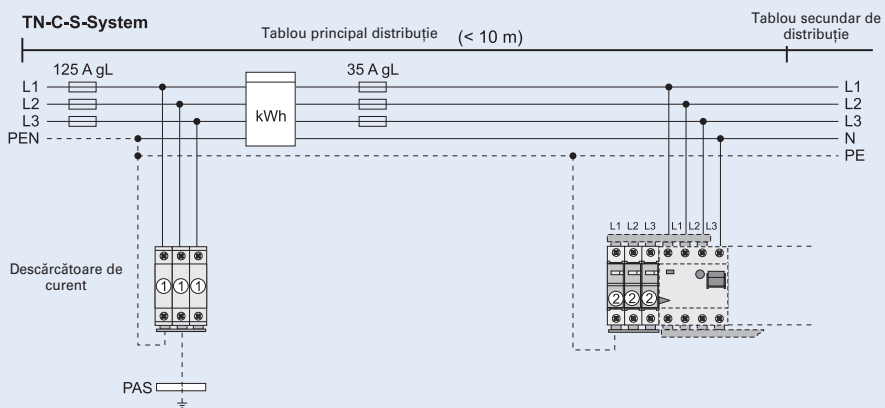 TN-C-S-System
Tablou principal distribuție
(< 10 m)
Tablou secundar de
distribuție
125 A gL
35 A gL
L1
L1
L2
L2
L3
L3
kWh
PEN
N
PE
L1 L2 L3 L1 L2 L3
Descărcătoare de
curent
1 1 1
2 2 2
PAS